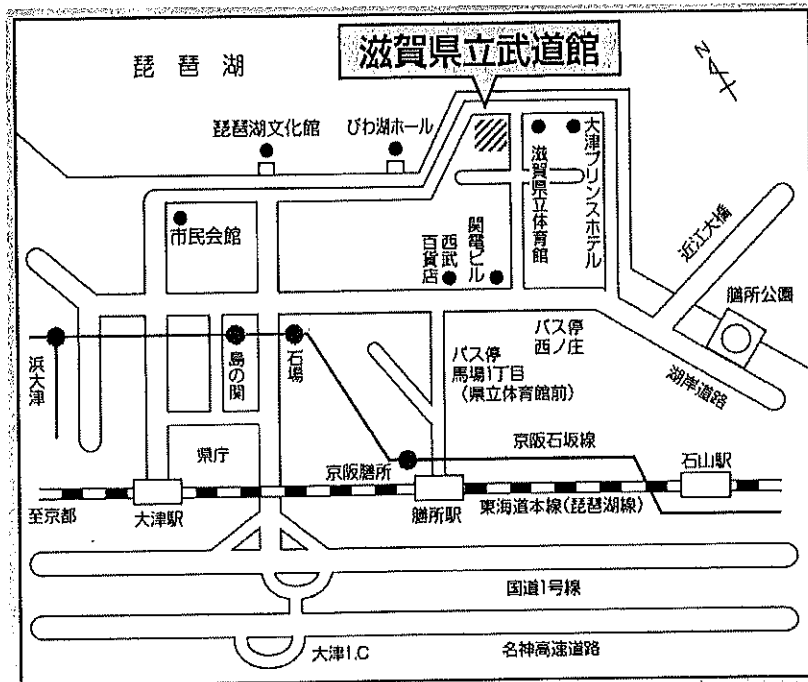 滋賀県立武道館
琵琶湖
N
琵琶湖文化館
びわ湖ホール
滋賀県立体育館
大津プリンスホテル
市民会館
西武
百貨店
関電ビル
近江大橋
膳所公園
浜大津
島の関
石場
バス停
西ノ庄
バス停
馬場1丁目
(県立体育館前)
湖岸道路
県庁
京阪膳所
京阪石坂線
石山駅
至京都
大津駅
膳所駅
東海道本線(琵琶湖線)
国道1号線
大津I.C
名神高速道路